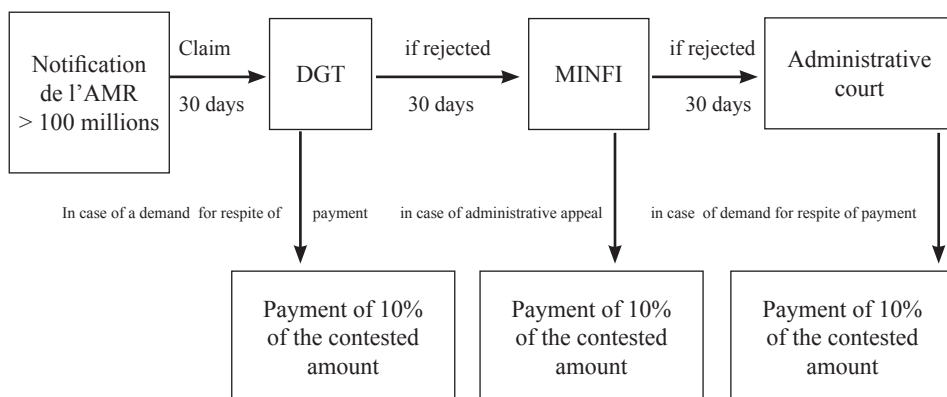 Notification
de l’AMR
> 100 millions
Claim
30 days
DGT
if rejected
30 days
MINFI
if rejected
30 days
Administrative
court
In case of a demand for respite of payment
in case of administrative appeal
in case of demand for respite of payment
Payment of 10%
of the contested
amount
Payment of 10%
of the contested
amount
Payment of 10%
of the contested
amount